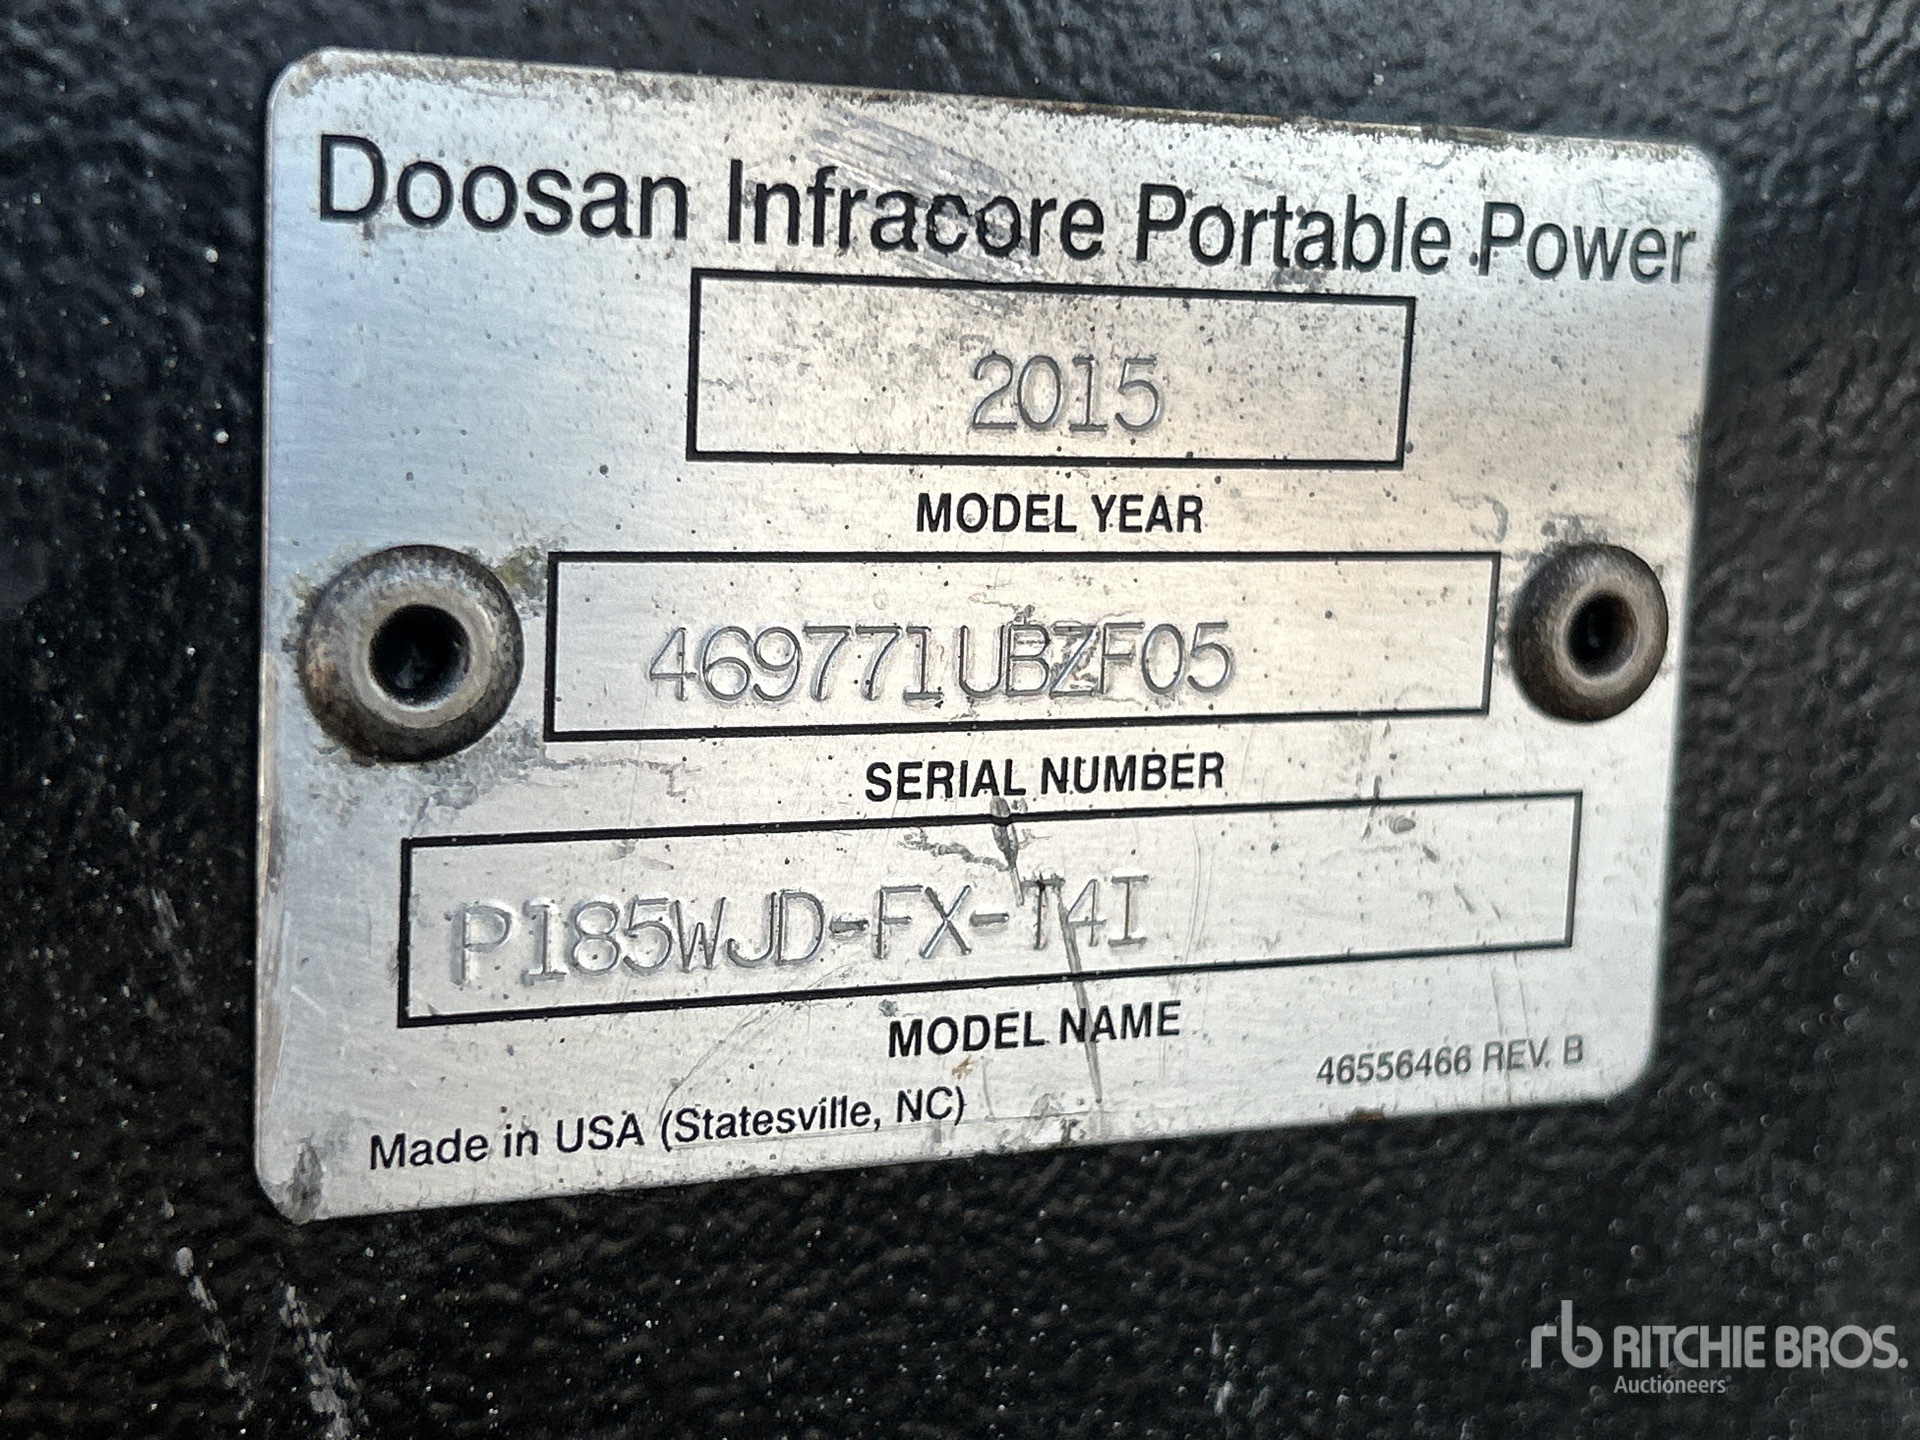 Doosan Infracore Portable Power
2015
MODEL YEAR
469771UBZF05
SERIAL NUMBER
P185WJD-FX-T4I
MODEL NAME
46556466 REV. B
Made in USA (Statesville, NC)
rb RITCHIE BROS.
Auctioneers